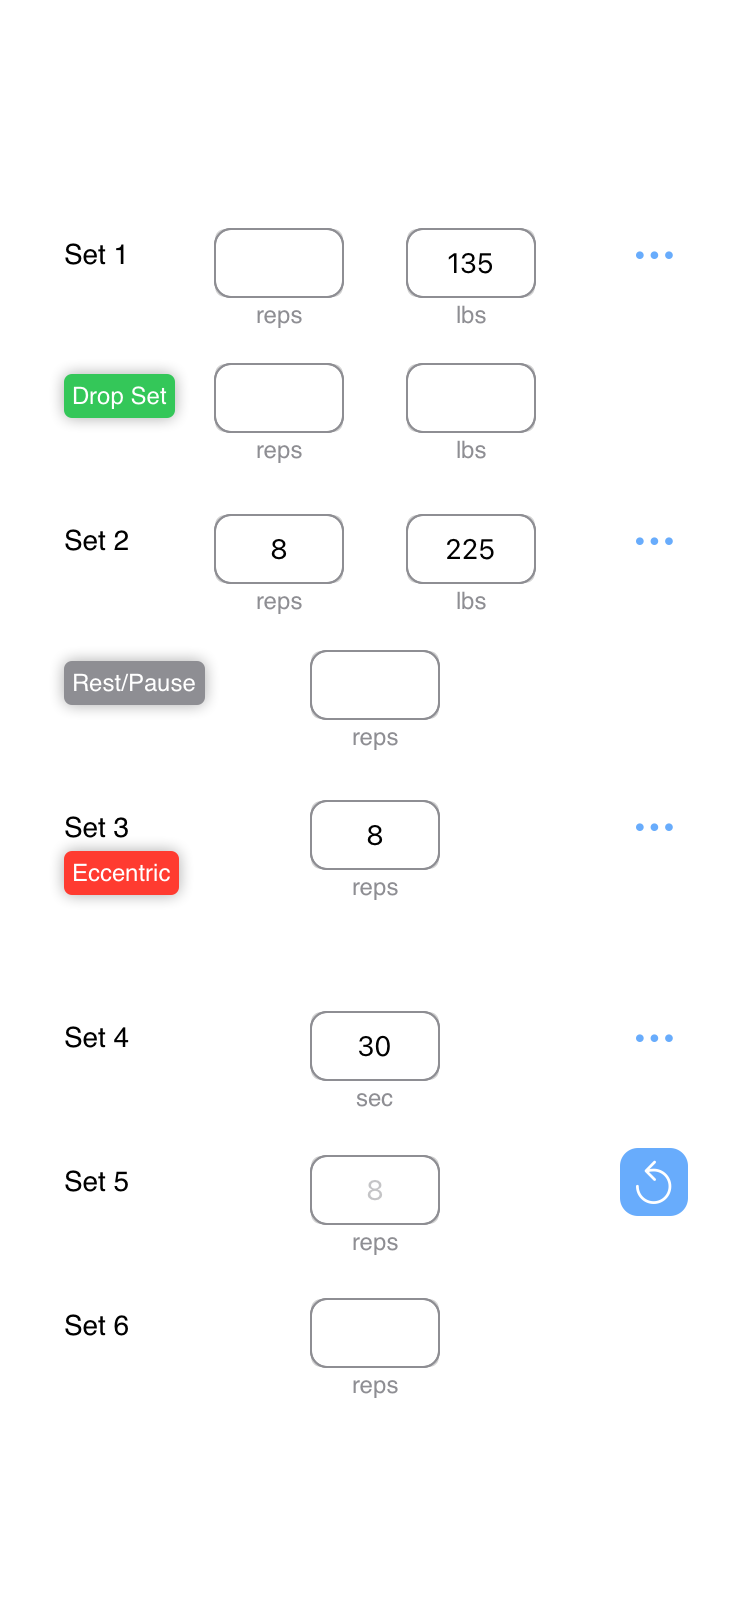 Set 1 135
reps lbs
Drop Set
reps lbs
Set 2 8 225
reps lbs
Rest/Pause
reps
Set 3 8
Eccentric
reps
Set 4 30
sec
Set 5 8
reps
Set 6
reps